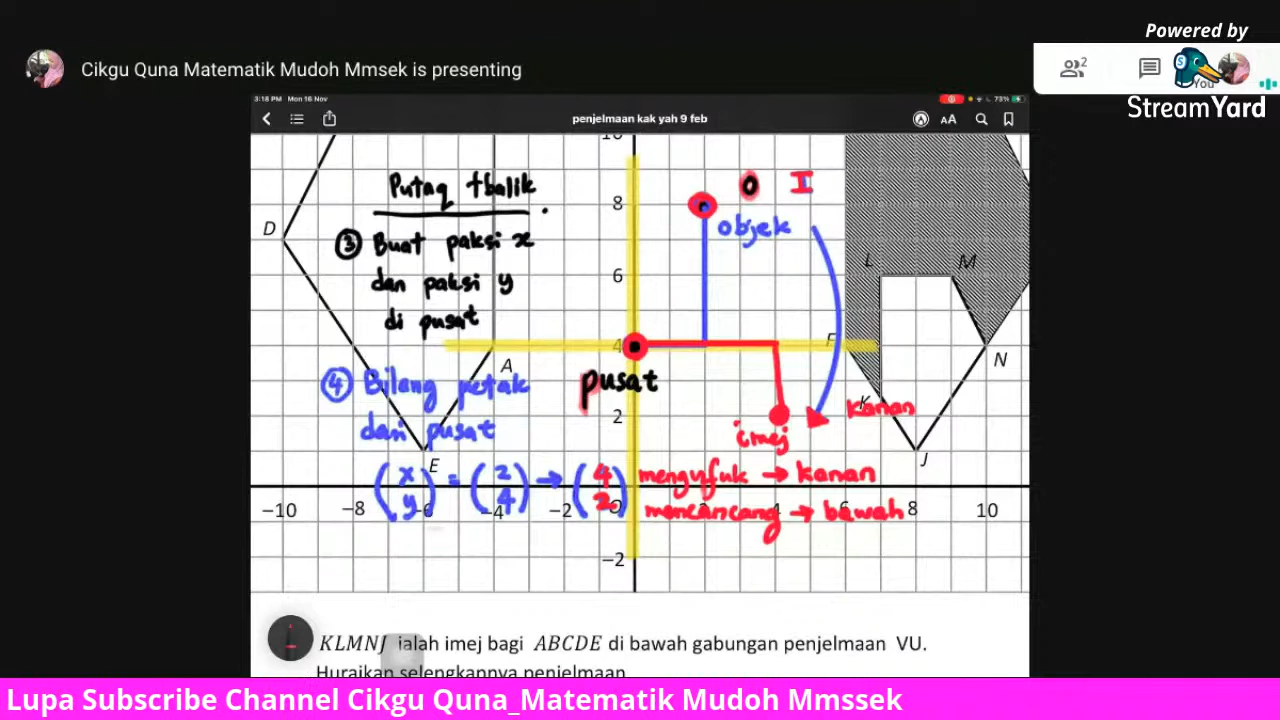 Powered by
Cikgu Quna Matematik Mudoh Mmsek is presenting
2
You
StreamYard
3:18 PM Mon 16 Nov
73%
penjelmaan kak yah 9 feb
AA
10
Putaq tbalik.
③ Buat paksi x
dan paksi y
di pusat
④ Bilang petak
dari pusat
(x y) = (2 4) → (4 2)
D
A
E
8
6
4
2
O I
objek
pusat
imej
kanan
mengufuk → kanan
mencancang → bawah
L
M
F
N
K
J
−10 −8 −6 −4 −2 O 2 4 6 8 10
−2
KLMNJ ialah imej bagi ABCDE di bawah gabungan penjelmaan VU.
Huraikan selengkapnya penjelmaan
Lupa Subscribe Channel Cikgu Quna_Matematik Mudoh Mmssek